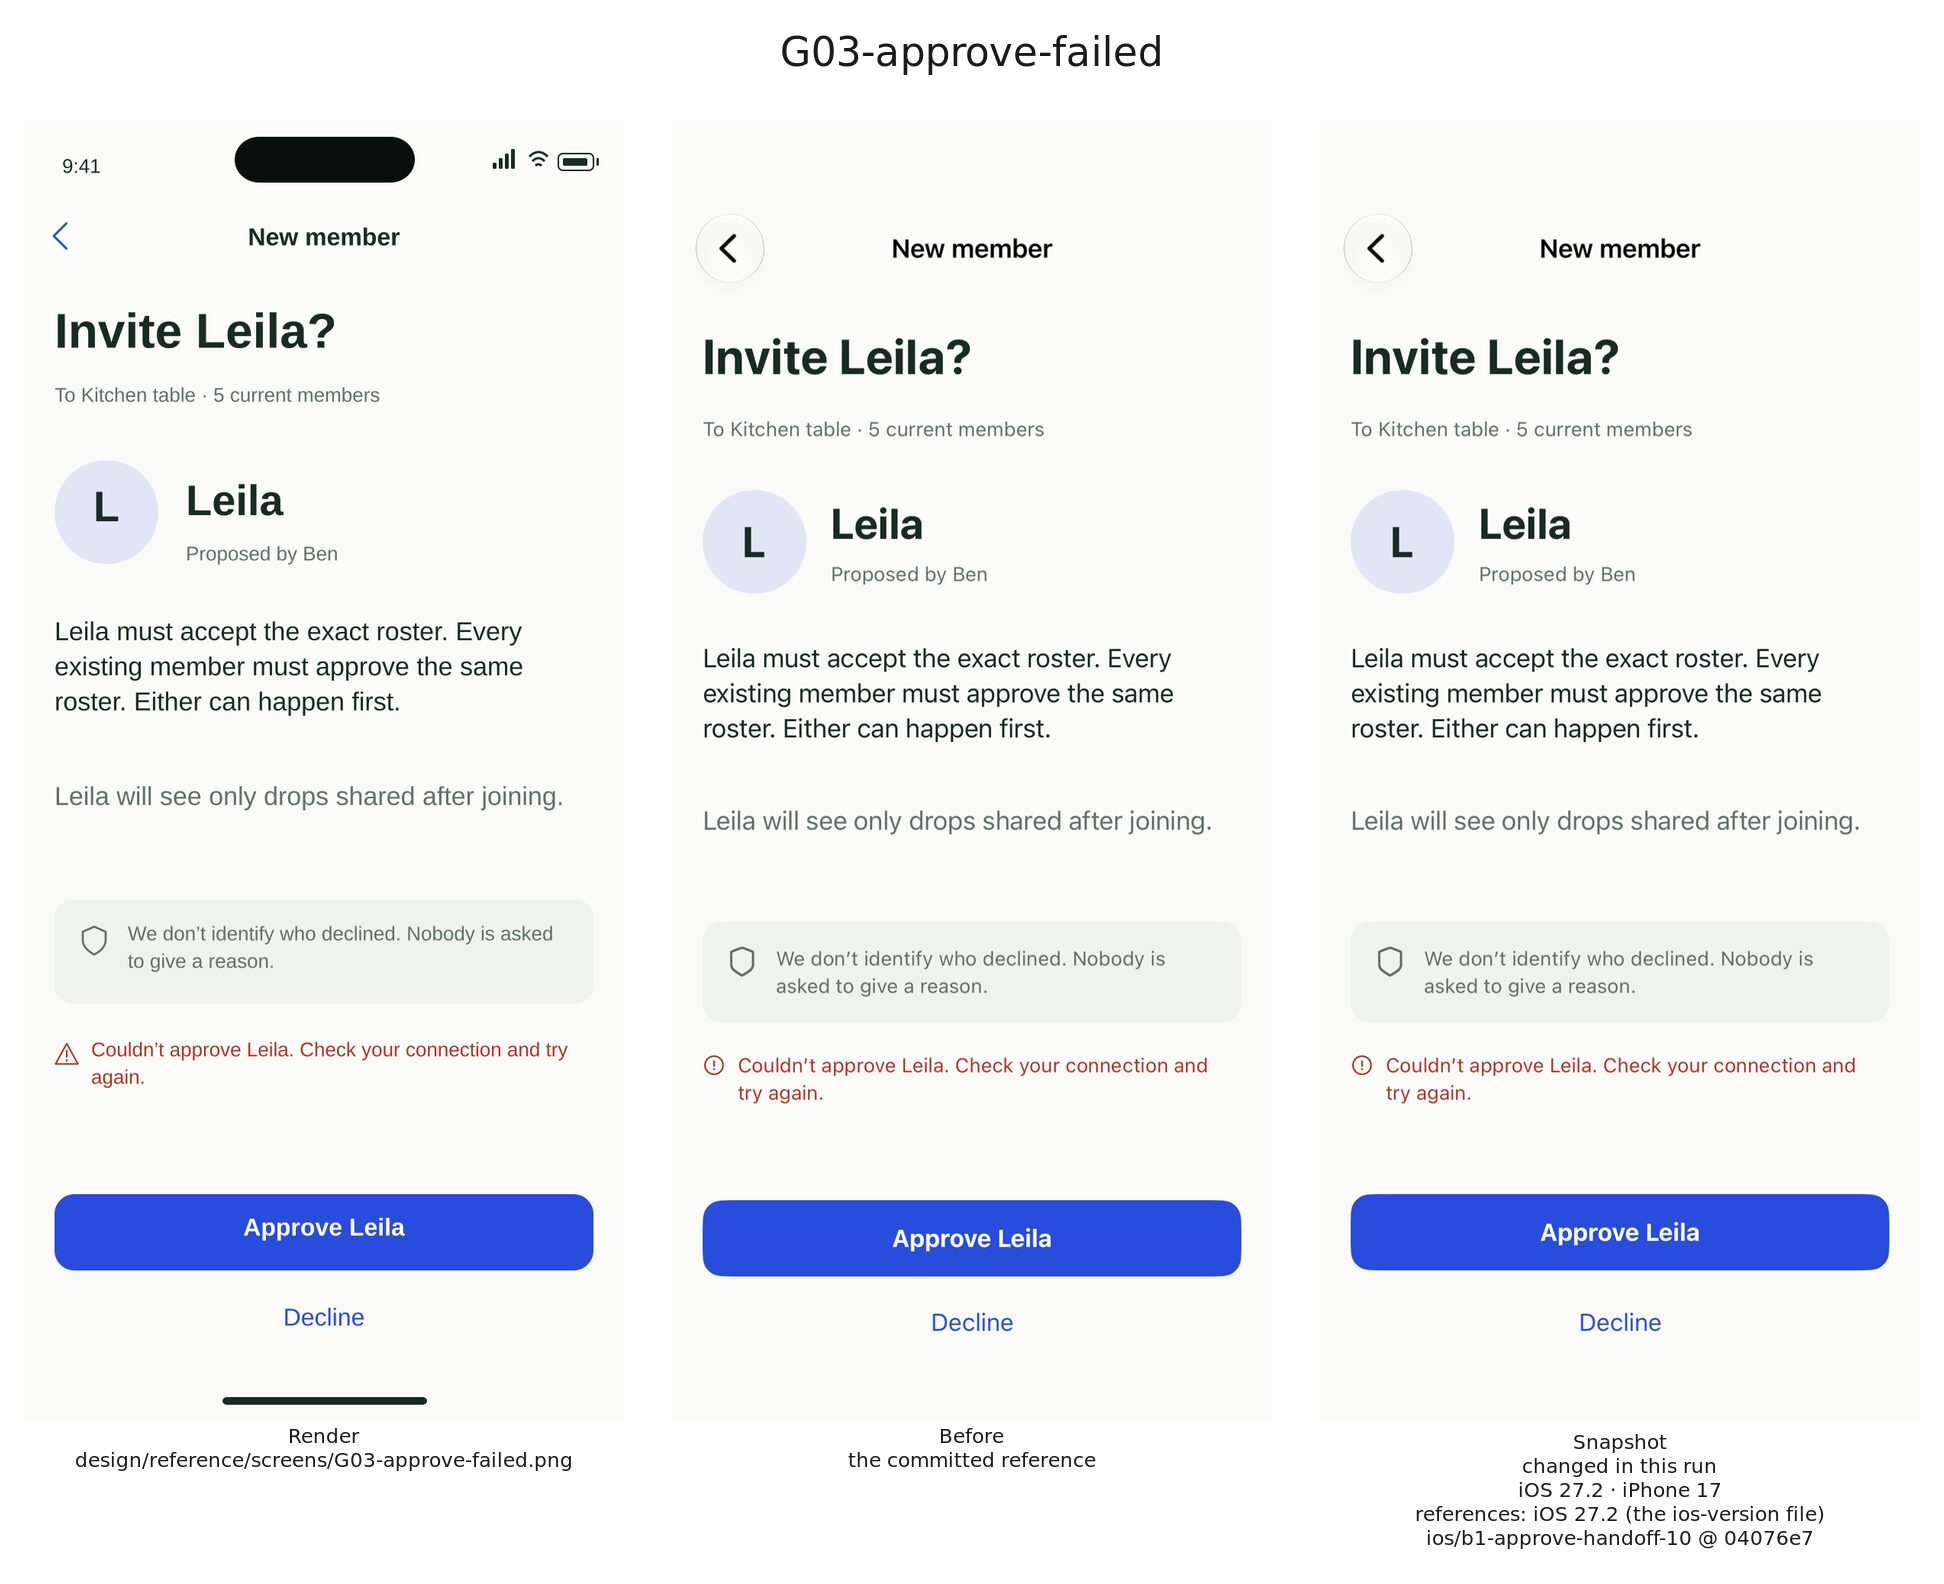 G03-approve-failed
9:41
New member
Invite Leila?
To Kitchen table · 5 current members
L
Leila
Proposed by Ben
Leila must accept the exact roster. Every
existing member must approve the same
roster. Either can happen first.
Leila will see only drops shared after joining.
We don’t identify who declined. Nobody is asked
to give a reason.
Couldn’t approve Leila. Check your connection and try
again.
Approve Leila
Decline
Render
design/reference/screens/G03-approve-failed.png
New member
Invite Leila?
To Kitchen table · 5 current members
L
Leila
Proposed by Ben
Leila must accept the exact roster. Every
existing member must approve the same
roster. Either can happen first.
Leila will see only drops shared after joining.
We don’t identify who declined. Nobody is
asked to give a reason.
Couldn’t approve Leila. Check your connection and
try again.
Approve Leila
Decline
Before
the committed reference
New member
Invite Leila?
To Kitchen table · 5 current members
L
Leila
Proposed by Ben
Leila must accept the exact roster. Every
existing member must approve the same
roster. Either can happen first.
Leila will see only drops shared after joining.
We don’t identify who declined. Nobody is
asked to give a reason.
Couldn’t approve Leila. Check your connection and
try again.
Approve Leila
Decline
Snapshot
changed in this run
iOS 27.2 · iPhone 17
references: iOS 27.2 (the ios-version file)
ios/b1-approve-handoff-10 @ 04076e7